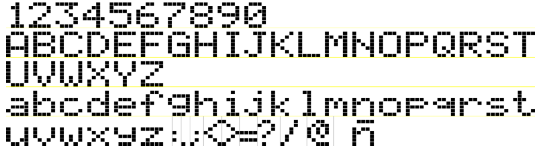 1234567890
ABCDEFGHIJKLMNOPQRST
UVWXYZ
abcdefghijklmnopqrst
uvwxyz:,;<>=?/@ ñ